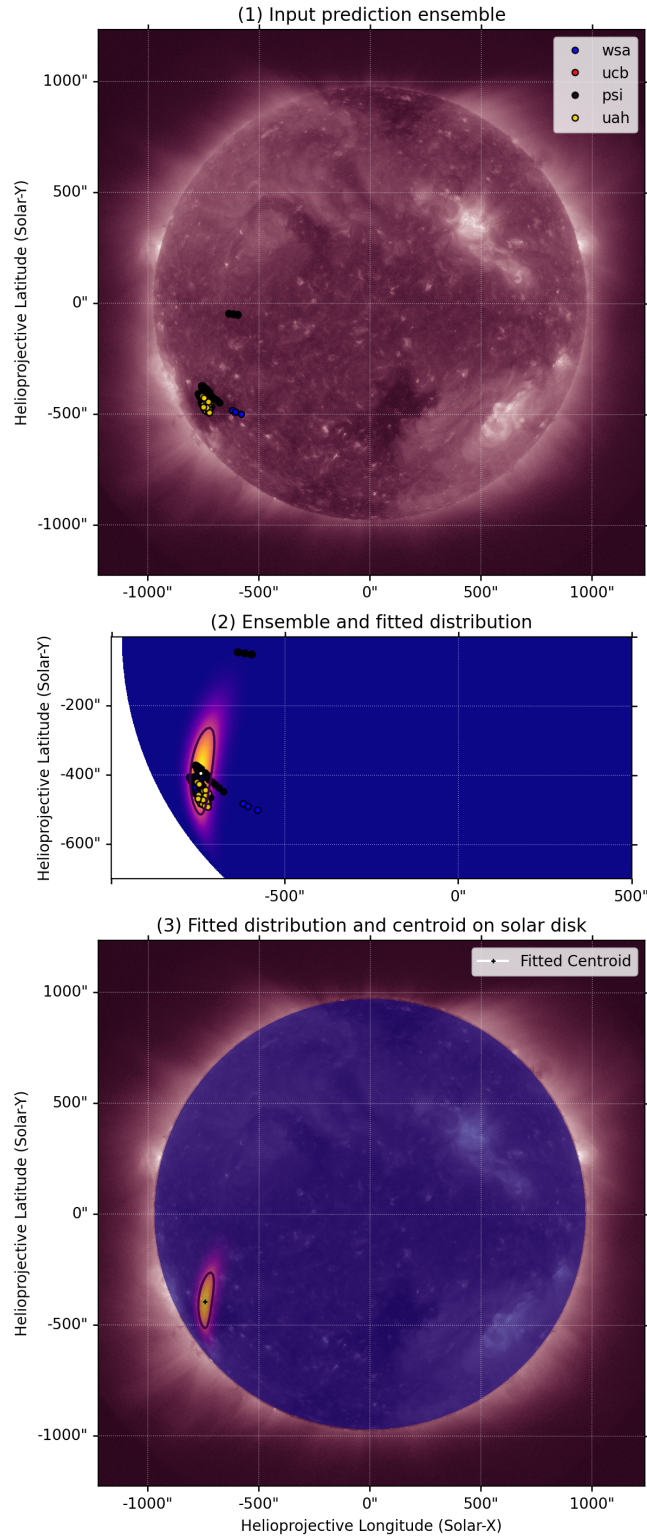 (1) Input prediction ensemble
wsa
ucb
psi
uah
1000"
500"
0"
-500"
-1000"
Helioprojective Latitude (Solar-Y)
-1000" -500" 0" 500" 1000"
(2) Ensemble and fitted distribution
-200"
-400"
-600"
Helioprojective Latitude (Solar-Y)
-500" 0" 500"
(3) Fitted distribution and centroid on solar disk
Fitted Centroid
1000"
500"
0"
-500"
-1000"
Helioprojective Latitude (Solar-Y)
-1000" -500" 0" 500" 1000"
Helioprojective Longitude (Solar-X)